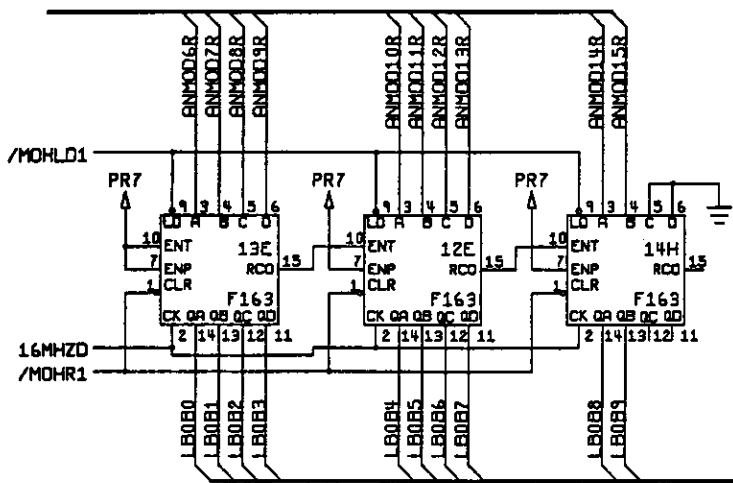 ANMOD6R ANMOD7R ANMOD8R ANMOD9R ANMOD10R ANMOD11R ANMOD12R ANMOD13R ANMOD14R ANMOD15R
/MOHLD1
PR7 PR7 PR7
9 3 4 5 6 9 3 4 5 6 9 3 4 5 6
LD A B C D LD A B C D LD A B C D
10 ENT 13E 10 ENT 12E 10 ENT 14H
7 ENP RCO 15 7 ENP RCO 15 7 ENP RCO 15
1 CLR 1 CLR 1 CLR
F163 F163 F163
CK QA QB QC QD CK QA QB QC QD CK QA QB QC QD
2 14 13 12 11 2 14 13 12 11 2 14 13 12 11
16MHZD
/MOHR1
LBOB0 LBOB1 LBOB2 LBOB3 LBOB4 LBOB5 LBOB6 LBOB7 LBOB8 LBOB9